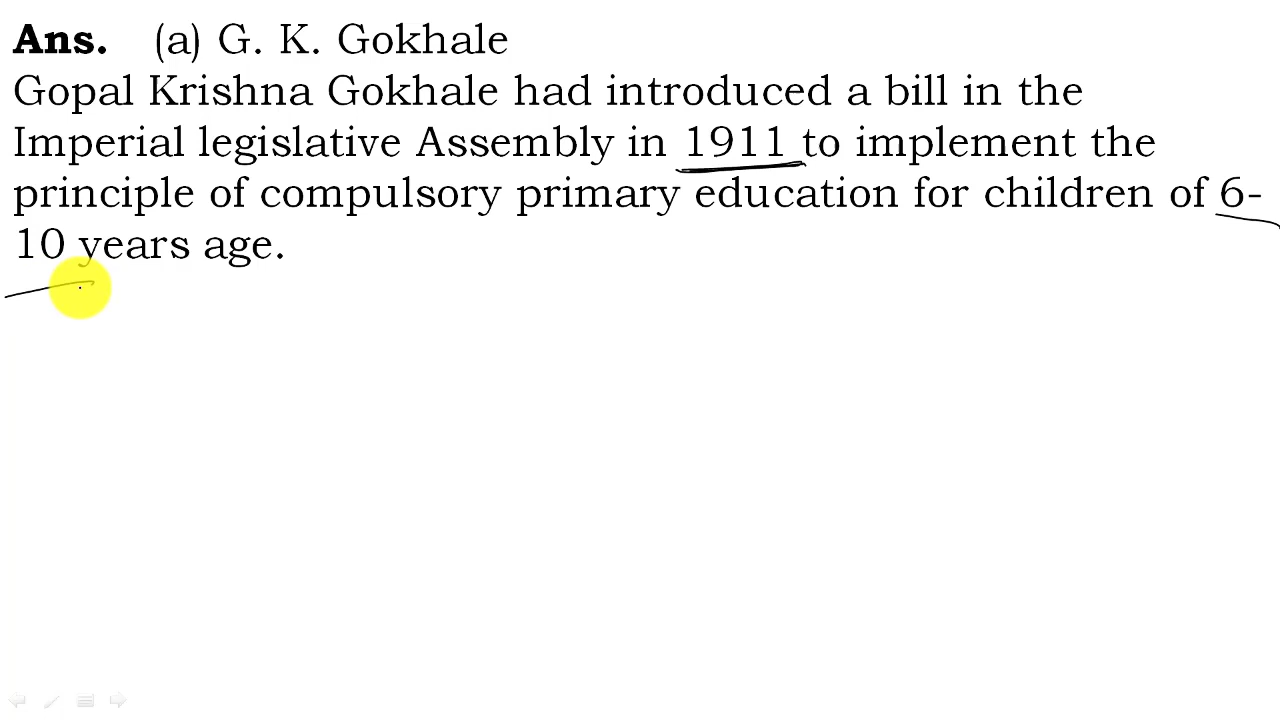 Ans. (a) G. K. Gokhale
Gopal Krishna Gokhale had introduced a bill in the
Imperial legislative Assembly in 1911 to implement the
principle of compulsory primary education for children of 6-
10 years age.